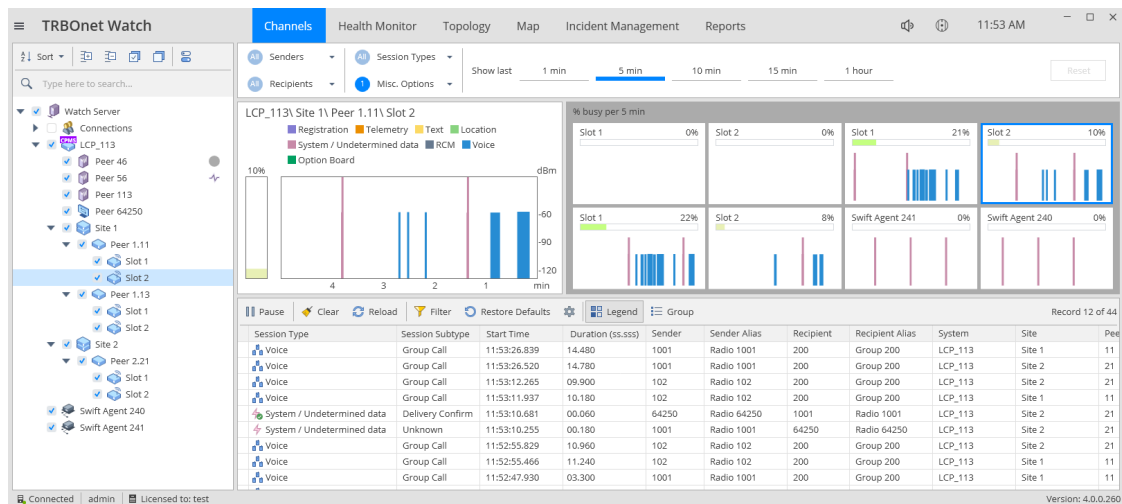 TRBOnet Watch
Channels Health Monitor Topology Map Incident Management Reports 11:53 AM
Sort
Type here to search...
Watch Server
Connections
CPMS
LCP_113
Peer 46
Peer 56
Peer 113
Peer 64250
Site 1
Peer 1.11
Slot 1
Slot 2
Peer 1.13
Slot 1
Slot 2
Site 2
Peer 2.21
Slot 1
Slot 2
Swift Agent 240
Swift Agent 241
All Senders All Session Types
All Recipients 1 Misc. Options
Show last 1 min 5 min 10 min 15 min 1 hour Reset
LCP_113\ Site 1\ Peer 1.11\ Slot 2
Registration Telemetry Text Location
System / Undetermined data RCM Voice
Option Board
10% dBm
-60
-90
-120
4 3 2 1 min
% busy per 5 min
Slot 1 0% Slot 2 0% Slot 1 21% Slot 2 10%
Slot 1 22% Slot 2 8% Swift Agent 241 0% Swift Agent 240 0%
Pause Clear Reload Filter Restore Defaults Legend Group Record 12 of 44
Session Type Session Subtype Start Time Duration (ss.sss) Sender Sender Alias Recipient Recipient Alias System Site Pee
Voice Group Call 11:53:26.839 14.480 1001 Radio 1001 200 Group 200 LCP_113 Site 1 11
Voice Group Call 11:53:26.520 14.780 1001 Radio 1001 200 Group 200 LCP_113 Site 2 21
Voice Group Call 11:53:12.265 09.900 102 Radio 102 200 Group 200 LCP_113 Site 2 21
Voice Group Call 11:53:11.937 10.180 102 Radio 102 200 Group 200 LCP_113 Site 1 11
System / Undetermined data Delivery Confirm 11:53:10.681 00.060 64250 Radio 64250 1001 Radio 1001 LCP_113 Site 2 21
System / Undetermined data Unknown 11:53:10.255 00.180 1001 Radio 1001 64250 Radio 64250 LCP_113 Site 2 21
Voice Group Call 11:52:55.829 10.960 102 Radio 102 200 Group 200 LCP_113 Site 2 21
Voice Group Call 11:52:55.466 11.240 102 Radio 102 200 Group 200 LCP_113 Site 1 11
Voice Group Call 11:52:47.930 03.300 1001 Radio 1001 200 Group 200 LCP_113 Site 1 11
Connected admin Licensed to: test Version: 4.0.0.260